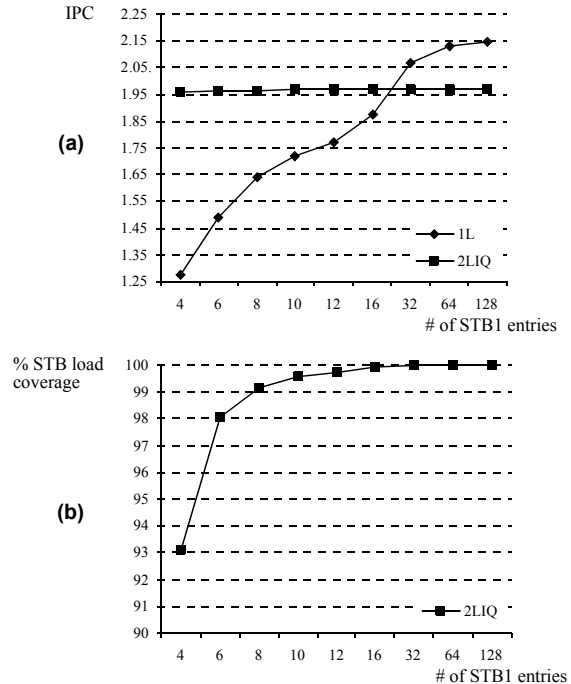 IPC
2.15
2.05.
1.95
1.85
1.75
1.65
1.55
1.45
1.35
1.25
(a)
1L
2LIQ
4 6 8 10 12 16 32 64 128
# of STB1 entries
% STB load
coverage
100
99
98
97
96
95
94
93
92
91
90
(b)
2LIQ
4 6 8 10 12 16 32 64 128
# of STB1 entries